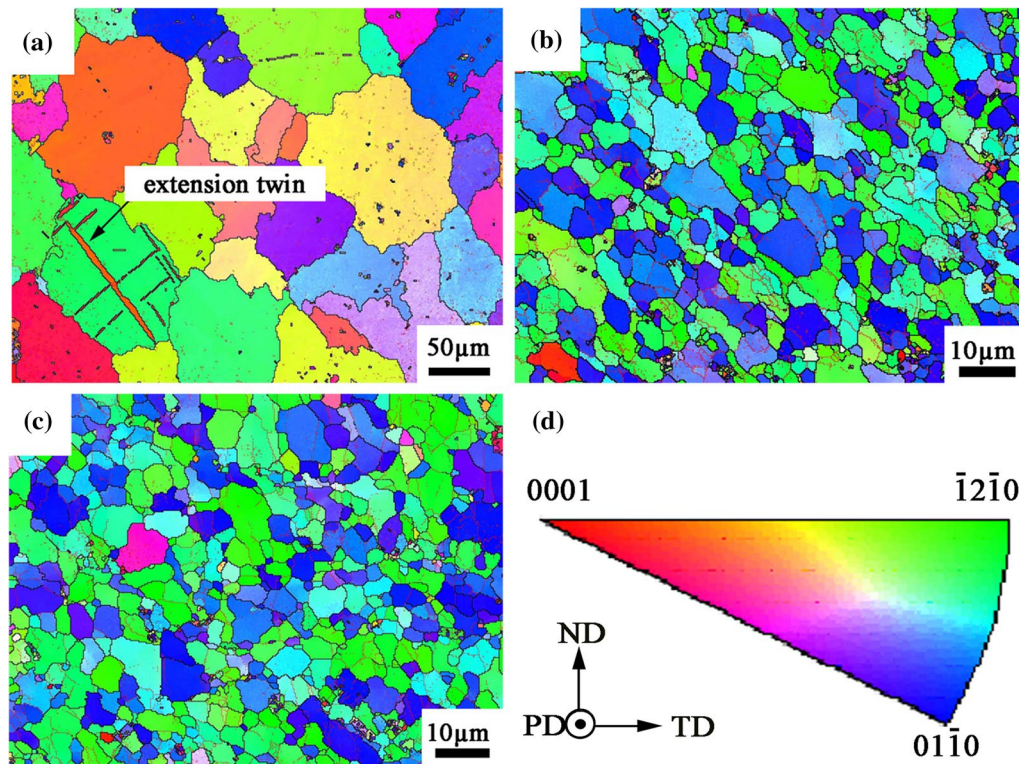 (a)
extension twin
50μm
(b)
10μm
(c)
10μm
(d)
0001
1̄21̄0
ND
PD
TD
011̄0